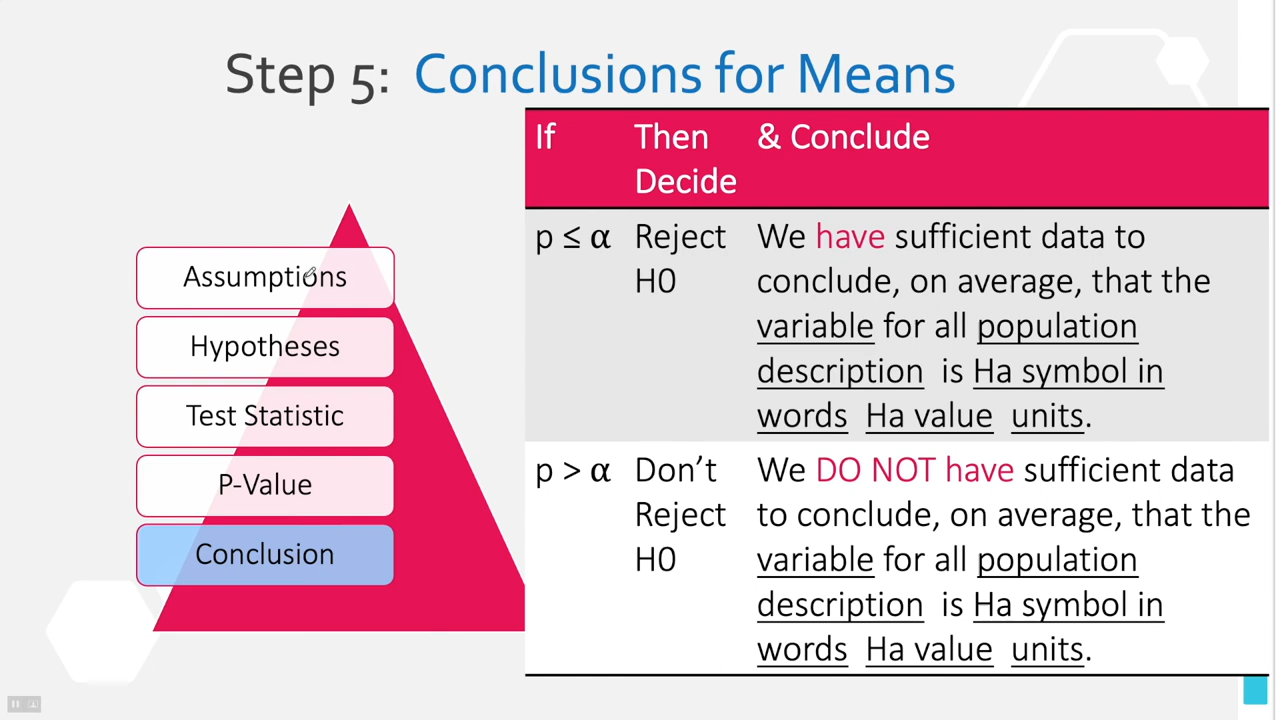 Step 5: Conclusions for Means
Assumptions
Hypotheses
Test Statistic
P-Value
Conclusion
If Then & Conclude
Decide
p ≤ α Reject We have sufficient data to
H0 conclude, on average, that the
variable for all population
description is Ha symbol in
words Ha value units.
p > α Don’t We DO NOT have sufficient data
Reject to conclude, on average, that the
H0 variable for all population
description is Ha symbol in
words Ha value units.